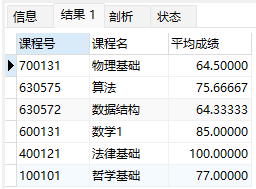 信息 结果 1 剖析 状态
课程号 课程名 平均成绩
700131 物理基础 64.50000
630575 算法 75.66667
630572 数据结构 64.33333
600131 数学1 85.00000
400121 法律基础 100.00000
100101 哲学基础 77.00000